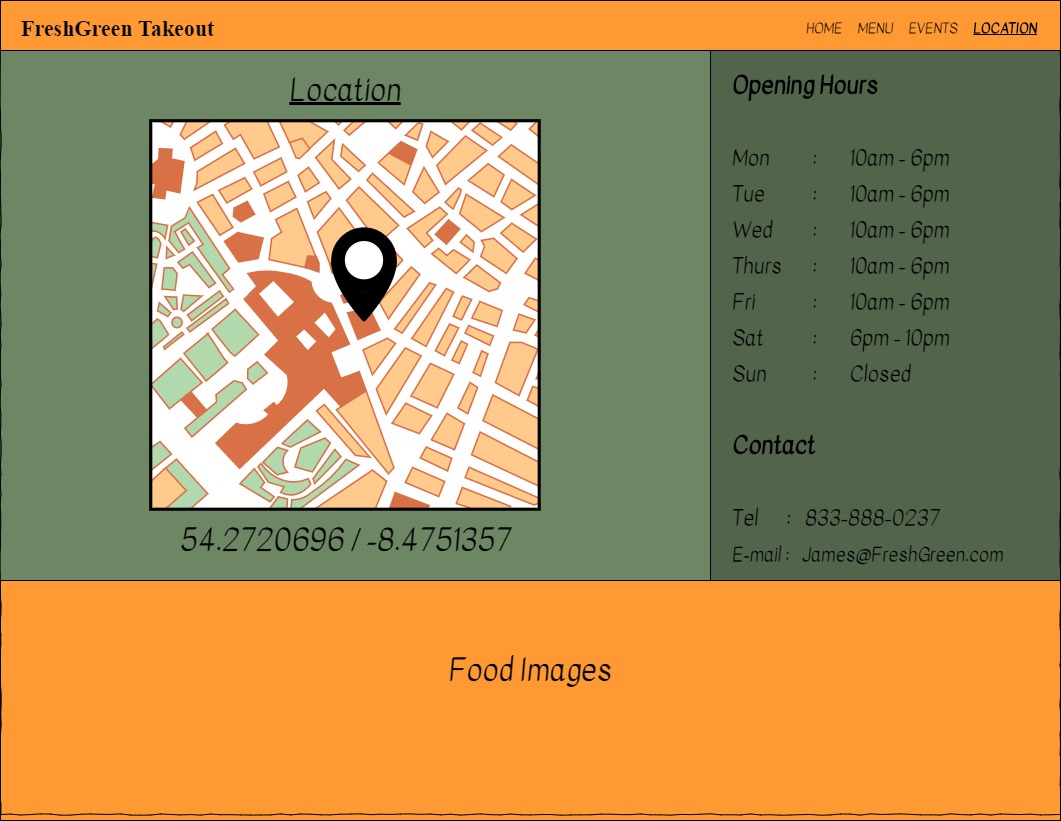 FreshGreen Takeout
HOME MENU EVENTS LOCATION
Location
54.2720696 / -8.4751357
Opening Hours
Mon : 10am - 6pm
Tue : 10am - 6pm
Wed : 10am - 6pm
Thurs : 10am - 6pm
Fri : 10am - 6pm
Sat : 6pm - 10pm
Sun : Closed
Contact
Tel : 833-888-0237
E-mail : James@FreshGreen.com
Food Images